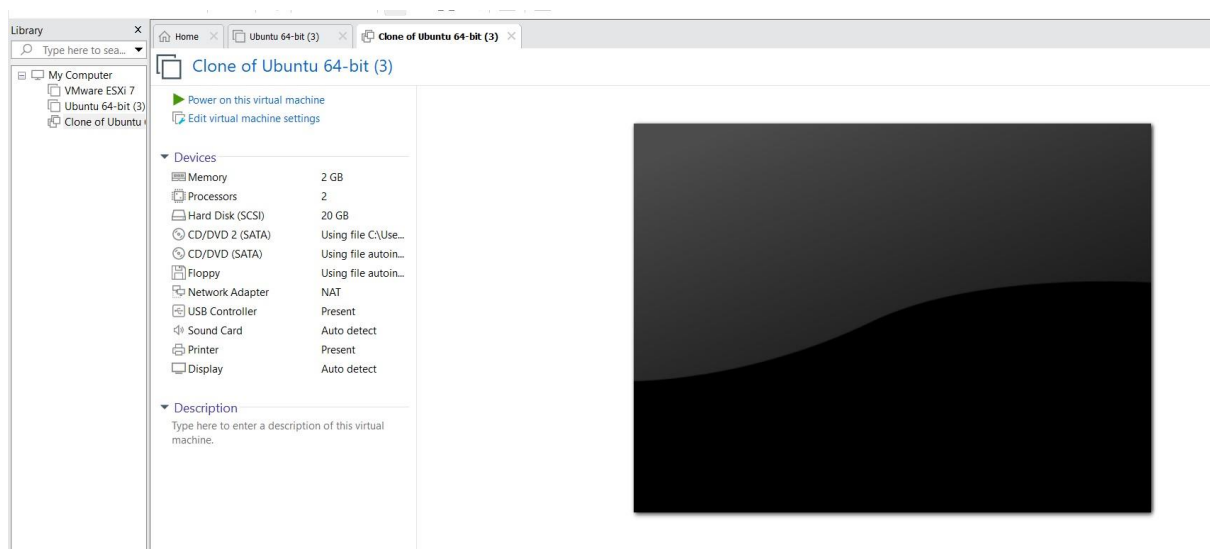 Library X
Type here to sea...
My Computer
VMware ESXi 7
Ubuntu 64-bit (3)
Clone of Ubuntu
Home
Ubuntu 64-bit (3)
Clone of Ubuntu 64-bit (3)
Clone of Ubuntu 64-bit (3)
Power on this virtual machine
Edit virtual machine settings
Devices
Memory 2 GB
Processors 2
Hard Disk (SCSI) 20 GB
CD/DVD 2 (SATA) Using file C:\Use...
CD/DVD (SATA) Using file autoin...
Floppy Using file autoin...
Network Adapter NAT
USB Controller Present
Sound Card Auto detect
Printer Present
Display Auto detect
Description
Type here to enter a description of this virtual
machine.